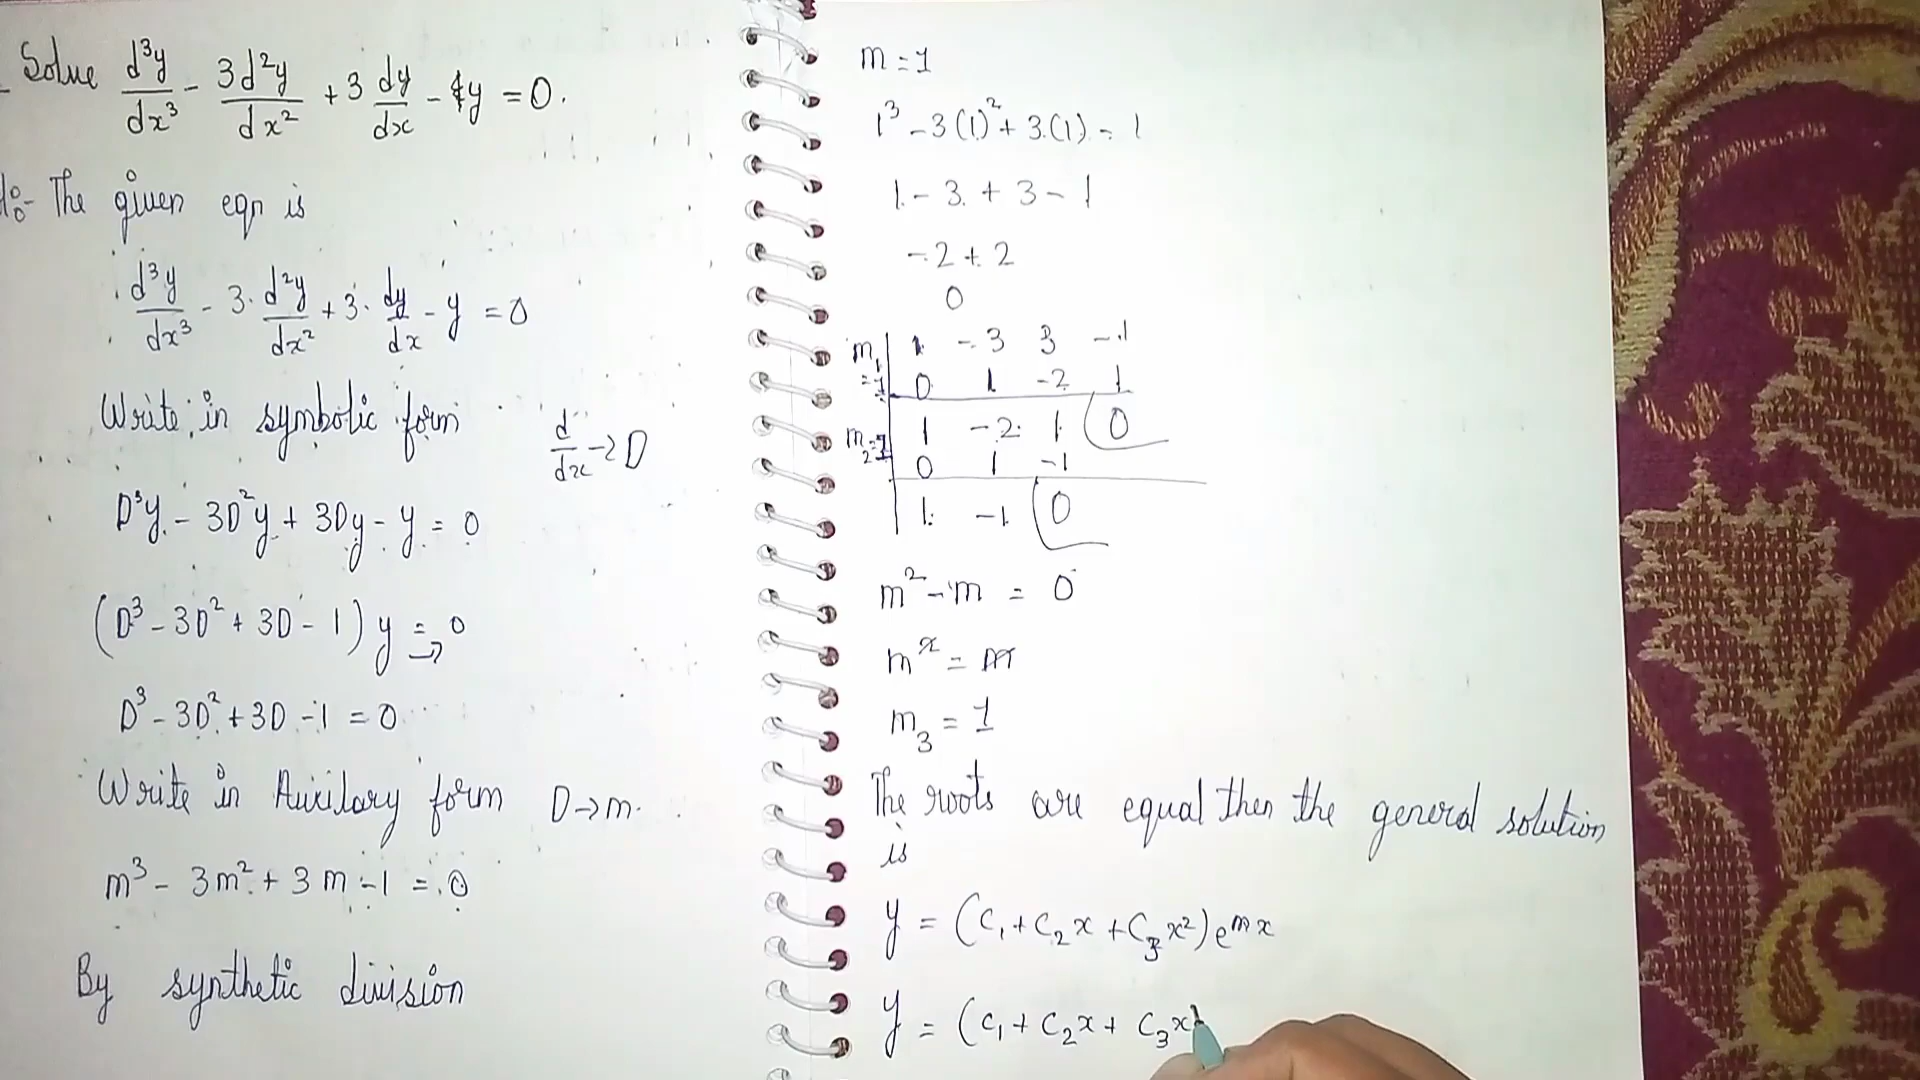 Solve d³y/dx³ - 3d²y/dx² + 3 dy/dx - y = 0.
The given eqn is
d³y/dx³ - 3. d²y/dx² + 3. dy/dx - y = 0
Write in symbolic form d/dx → D
D³y - 3D²y + 3Dy - y = 0
(D³ - 3D² + 3D - 1) y = 0
D³ - 3D² + 3D - 1 = 0
Write in Auxilary form D → m.
m³ - 3m² + 3m - 1 = 0
By synthetic division
m = 1
1³ - 3(1)² + 3.(1) - 1
1 - 3 + 3 - 1
-2 + 2
0
m₁ = 1 | 1 -3 3 -1
0 1 -2 1
m₂ = 1 | 1 -2 1 0
0 1 -1
1 -1 0
m² - m = 0
m² = m
m₃ = 1
The roots are equal then the general solution
is
y = (C₁ + C₂x + C₃x²) eᵐx
y = (C₁ + C₂x + C₃x